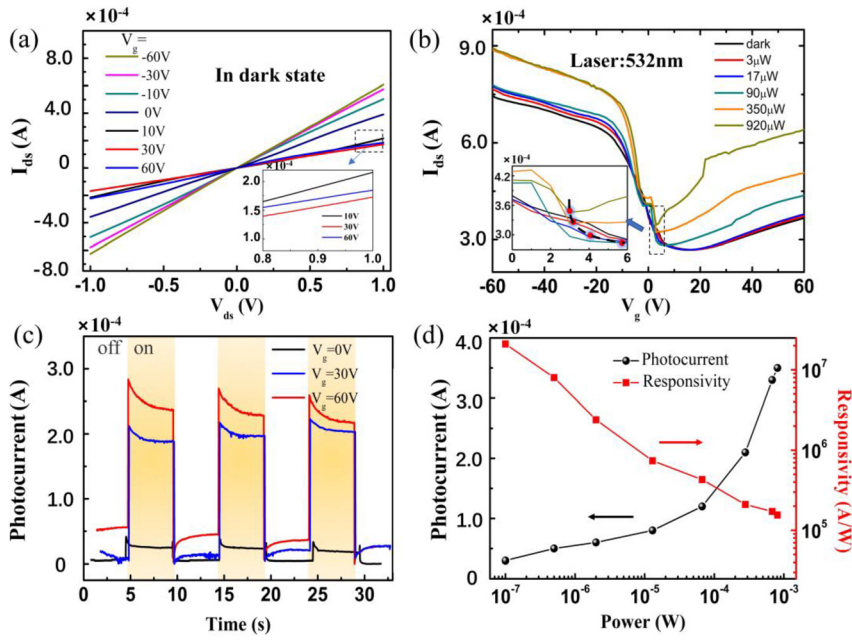 (a)
×10⁻⁴
V_g=
-60V
-30V
-10V
0V
10V
30V
60V
In dark state
8.0
4.0
0
-4.0
-8.0
I_ds (A)
-1.0
-0.5
0.0
0.5
1.0
V_ds (V)
×10⁻⁴
2.0
1.5
1.0
0.8
0.9
1.0
10V
30V
60V
(b)
×10⁻⁴
Laser:532nm
dark
3μW
17μW
90μW
350μW
920μW
9.0
6.0
3.0
I_ds (A)
-60
-40
-20
0
20
40
60
V_g (V)
×10⁻⁴
4.2
3.6
3.0
0
2
4
6
(c)
×10⁻⁴
off on
V_g=0V
V_g=30V
V_g=60V
3.0
2.0
1.0
0
Photocurrent (A)
0
5
10
15
20
25
30
Time (s)
(d)
×10⁻⁴
Photocurrent
Responsivity
4.0
3.0
2.0
1.0
0
Photocurrent (A)
10⁻⁷
10⁻⁶
10⁻⁵
10⁻⁴
10⁻³
Power (W)
10⁷
10⁶
10⁵
Responsivity (A/W)